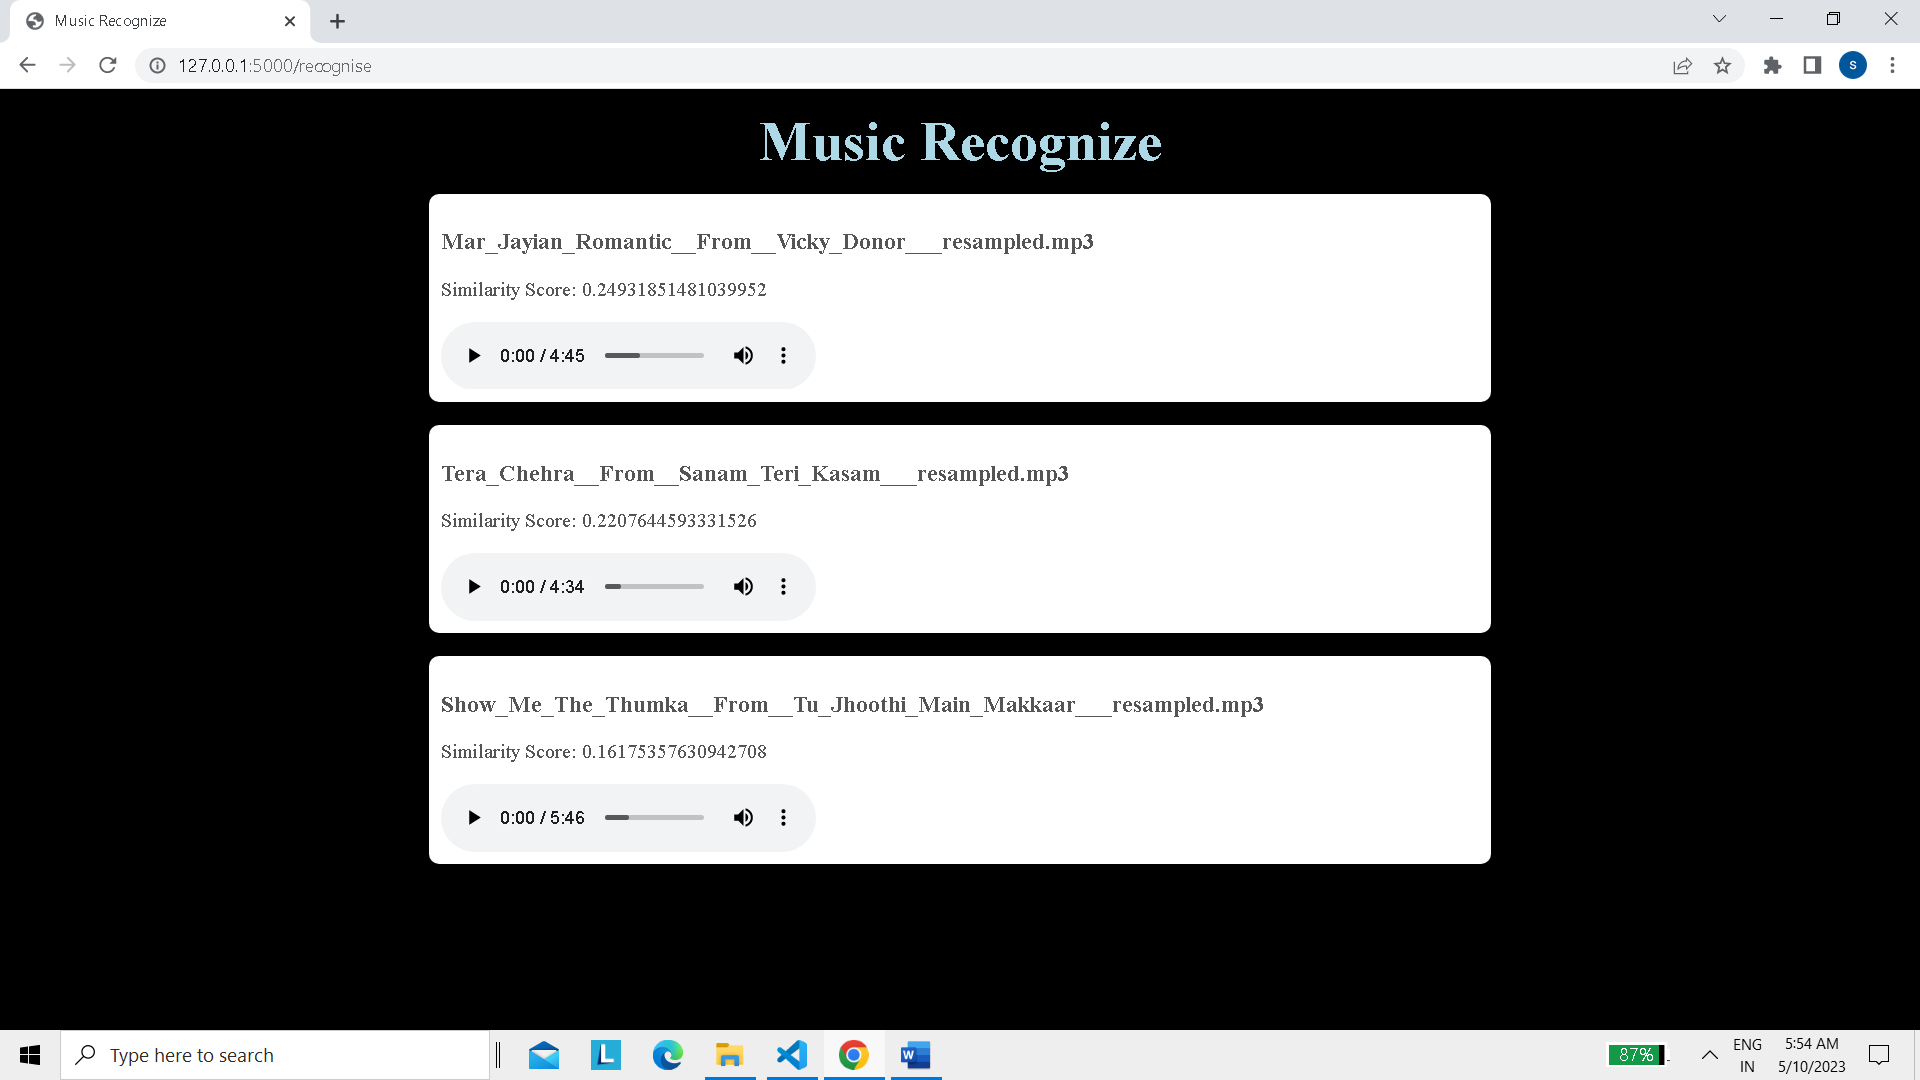 Music Recognize
127.0.0.1:5000/recognise
S
Music Recognize
Mar_Jayian_Romantic__From__Vicky_Donor___resampled.mp3
Similarity Score: 0.24931851481039952
0:00 / 4:45
Tera_Chehra__From__Sanam_Teri_Kasam___resampled.mp3
Similarity Score: 0.2207644593331526
0:00 / 4:34
Show_Me_The_Thumka__From__Tu_Jhoothi_Main_Makkaar___resampled.mp3
Similarity Score: 0.16175357630942708
0:00 / 5:46
Type here to search
L
W
87%
ENG
IN
5:54 AM
5/10/2023